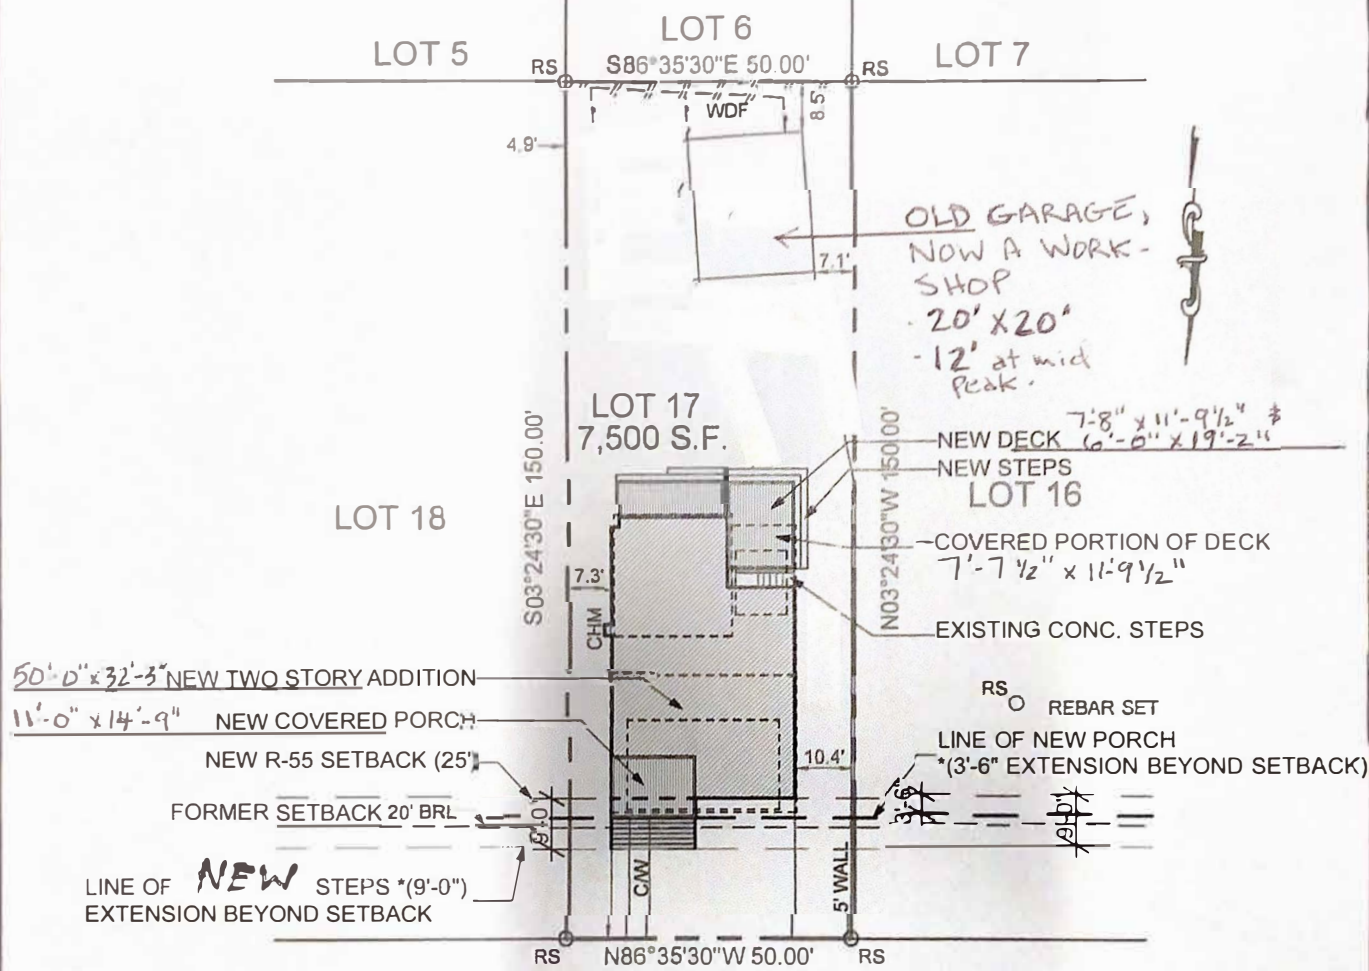 LOT 5
LOT 6
LOT 7
RS
S86°35'30"E 50.00'
RS
WDF
8.5'
4.9'
OLD GARAGE,
NOW A WORK-
SHOP
- 20' X 20'
- 12' at mid
Peak.
7.1'
LOT 17
7,500 S.F.
S03°24'30"E 150.00'
N03°24'30"W 150.00'
NEW DECK 7'-8" x 11'-9 1/2" &
6'-0" x 19'-2"
NEW STEPS
LOT 16
LOT 18
COVERED PORTION OF DECK
7'-7 1/2" x 11'-9 1/2"
7.3'
CHM
EXISTING CONC. STEPS
50'-0" x 32'-3" NEW TWO STORY ADDITION
11'-0" x 14'-9" NEW COVERED PORCH
RS
REBAR SET
NEW R-55 SETBACK (25')
10.4'
LINE OF NEW PORCH
*(3'-6" EXTENSION BEYOND SETBACK)
FORMER SETBACK 20' BRL
9'-0"
3'-6"
9'-0"
LINE OF NEW STEPS *(9'-0")
EXTENSION BEYOND SETBACK
C/W
5' WALL
RS
N86°35'30"W 50.00'
RS